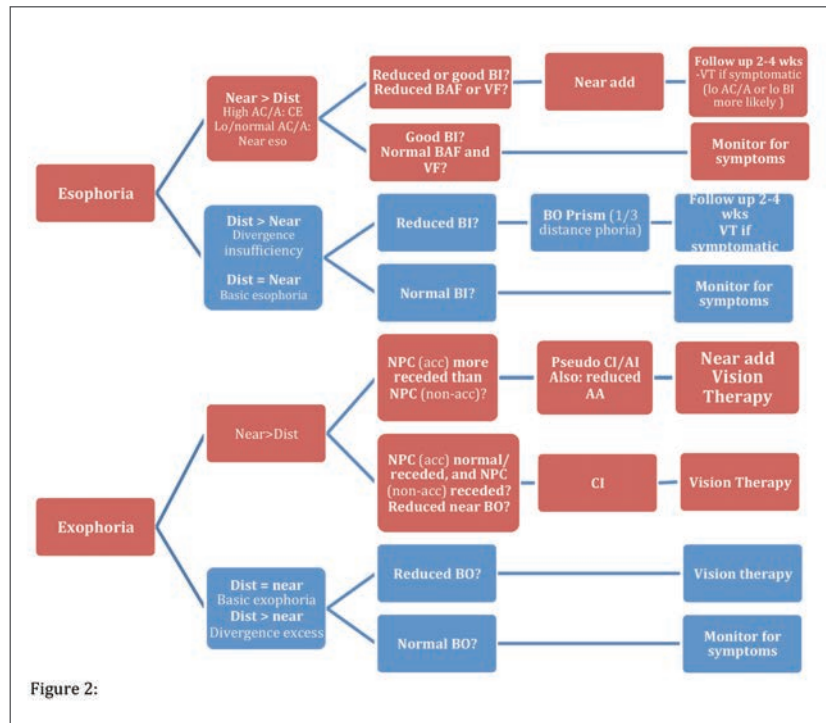 Esophoria
Near > Dist
High AC/A: CE
Lo/normal AC/A:
Near eso
Reduced or good BI?
Reduced BAF or VF?
Near add
Follow up 2-4 wks
-VT if symptomatic
(lo AC/A or lo BI
more likely )
Good BI?
Normal BAF and
VF?
Monitor for
symptoms
Dist > Near
Divergence
insufficiency
Dist = Near
Basic esophoria
Reduced BI?
BO Prism (1/3
distance phoria)
Follow up 2-4
wks
VT if
symptomatic
Normal BI?
Monitor for
symptoms
Exophoria
Near>Dist
NPC (acc) more
receded than
NPC (non-acc)?
Pseudo CI/AI
Also: reduced
AA
Near add
Vision
Therapy
NPC (acc) normal/
receded, and NPC
(non-acc) receded?
Reduced near BO?
CI
Vision Therapy
Dist = near
Basic exophoria
Dist > near
Divergence excess
Reduced BO?
Vision therapy
Normal BO?
Monitor for
symptoms
Figure 2: